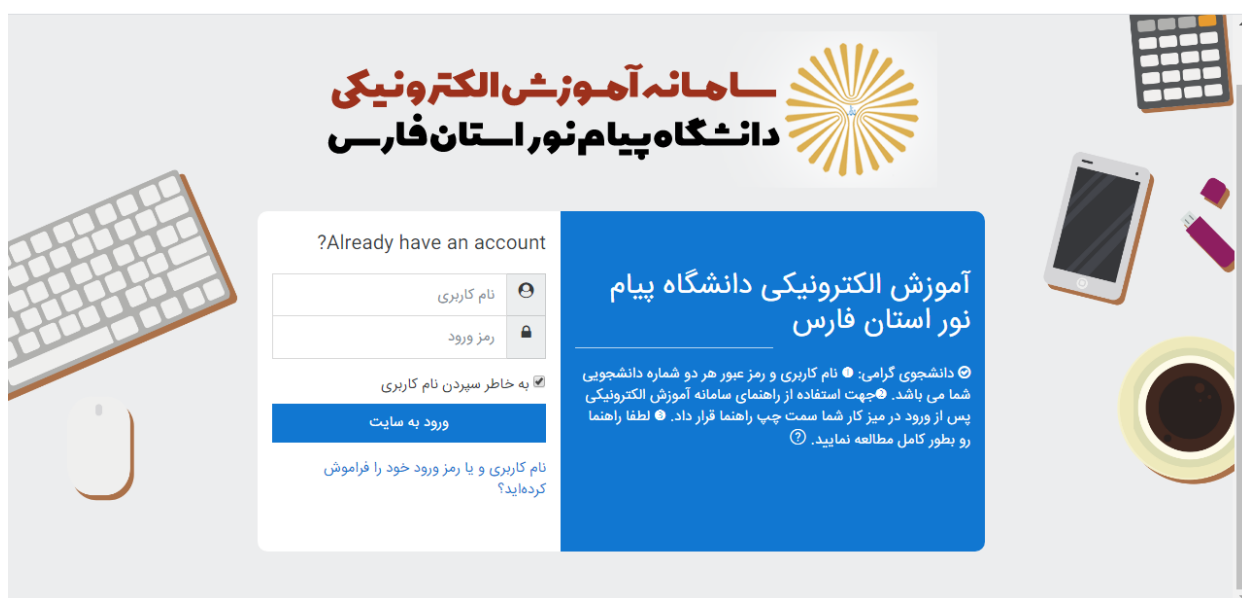 سامانه آموزش الکترونیکی
دانشگاه پیام نور استان فارس
آموزش الکترونیکی دانشگاه پیام
نور استان فارس
دانشجوی گرامی: ❶ نام کاربری و رمز عبور هر دو شماره دانشجویی
شما می باشد. ❷جهت استفاده از راهنمای سامانه آموزش الکترونیکی
پس از ورود در میز کار شما سمت چپ راهنما قرار داد. ❸ لطفا راهنما
رو بطور کامل مطالعه نمایید.
?Already have an account
نام کاربری
رمز ورود
به خاطر سپردن نام کاربری
ورود به سایت
نام کاربری و یا رمز ورود خود را فراموش
کرده‌اید؟